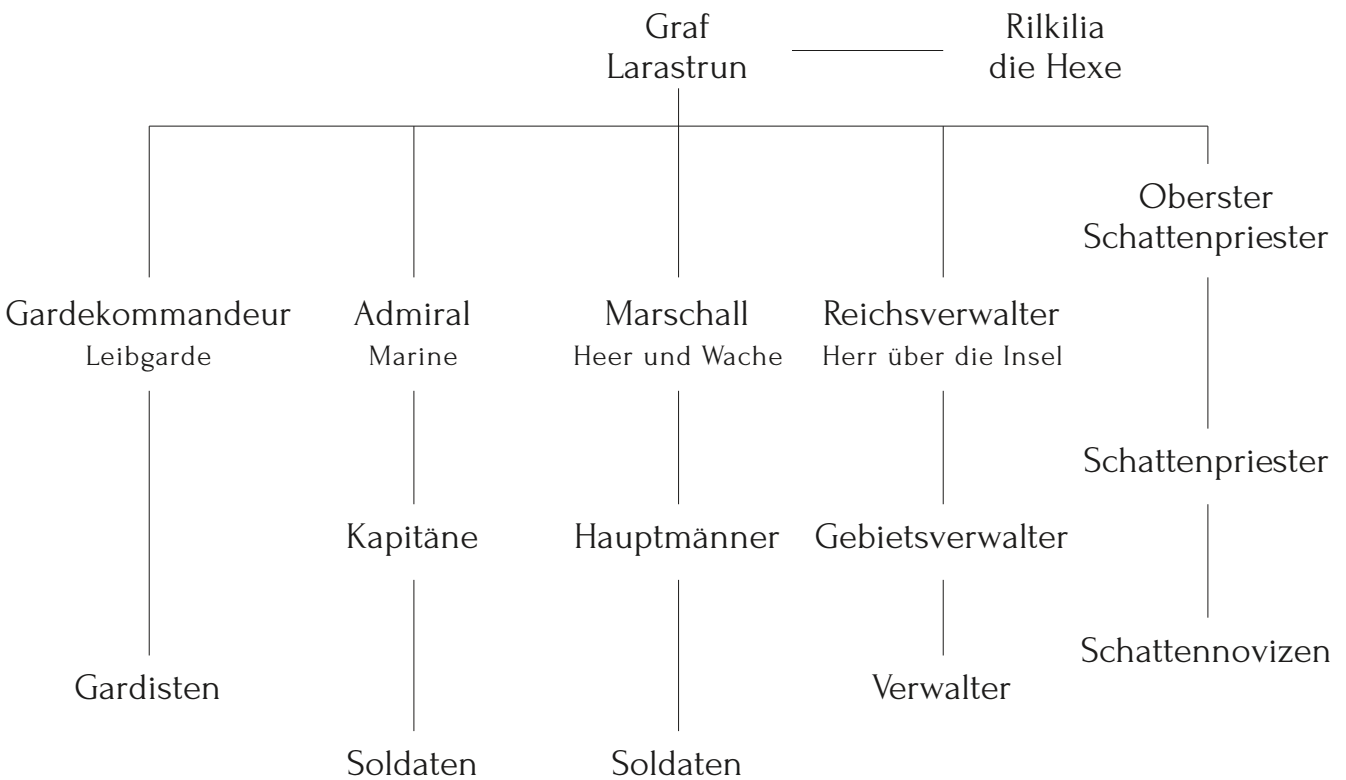 Graf
Larastrun
Rilkilia
die Hexe
Oberster
Schattenpriester
Gardekommandeur
Leibgarde
Admiral
Marine
Marschall
Heer und Wache
Reichsverwalter
Herr über die Insel
Schattenpriester
Kapitäne
Hauptmänner
Gebietsverwalter
Schattennovizen
Gardisten
Verwalter
Soldaten
Soldaten